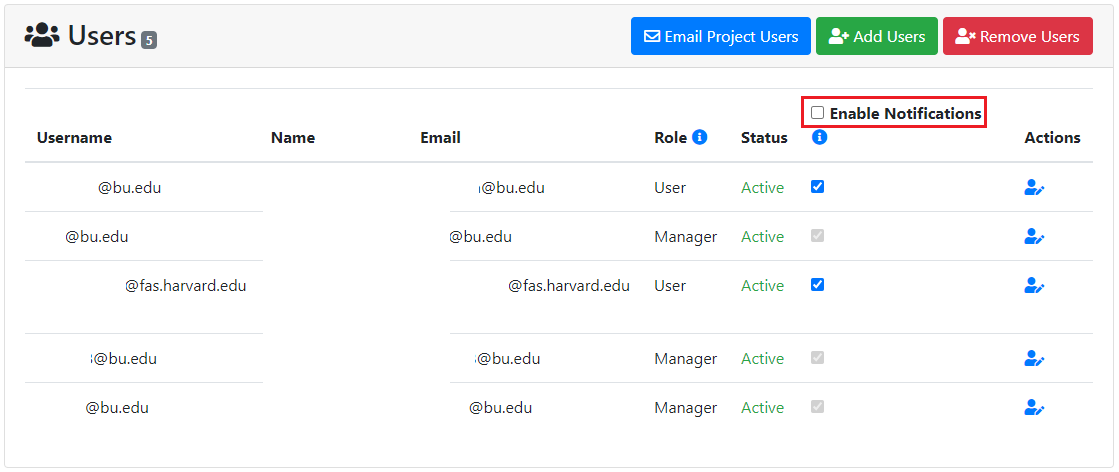 Users 5
Email Project Users
Add Users
Remove Users
Enable Notifications
Username Name Email Role Status Actions
@bu.edu @bu.edu User Active
@bu.edu @bu.edu Manager Active
@fas.harvard.edu @fas.harvard.edu User Active
@bu.edu @bu.edu Manager Active
@bu.edu @bu.edu Manager Active